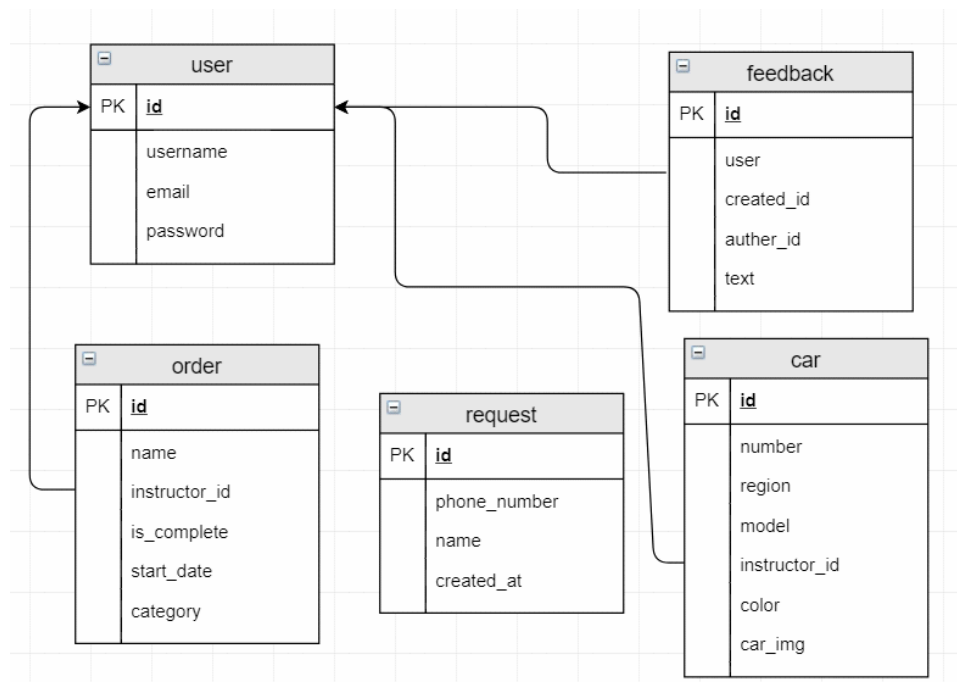 user
PK id
username
email
password
feedback
PK id
user
created_id
auther_id
text
order
PK id
name
instructor_id
is_complete
start_date
category
request
PK id
phone_number
name
created_at
car
PK id
number
region
model
instructor_id
color
car_img